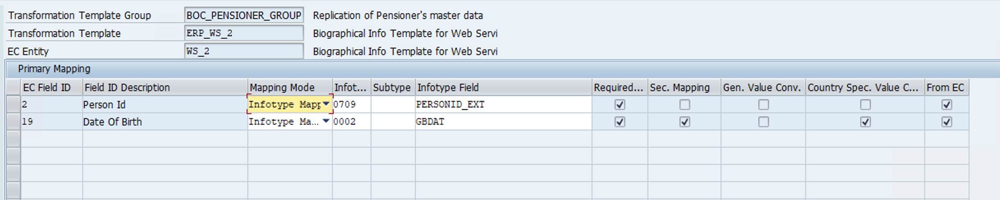 Transformation Template Group BOC_PENSIONER_GROUP Replication of Pensioner's master data
Transformation Template ERP_WS_2 Biographical Info Template for Web Servi
EC Entity WS_2 Biographical Info Template for Web Servi
Primary Mapping
EC Field ID Field ID Description Mapping Mode Infot... Subtype Infotype Field Required... Sec. Mapping Gen. Value Conv. Country Spec. Value C... From EC
2 Person Id Infotype Mapp 0709 PERSONID_EXT
19 Date Of Birth Infotype Ma... 0002 GBDAT